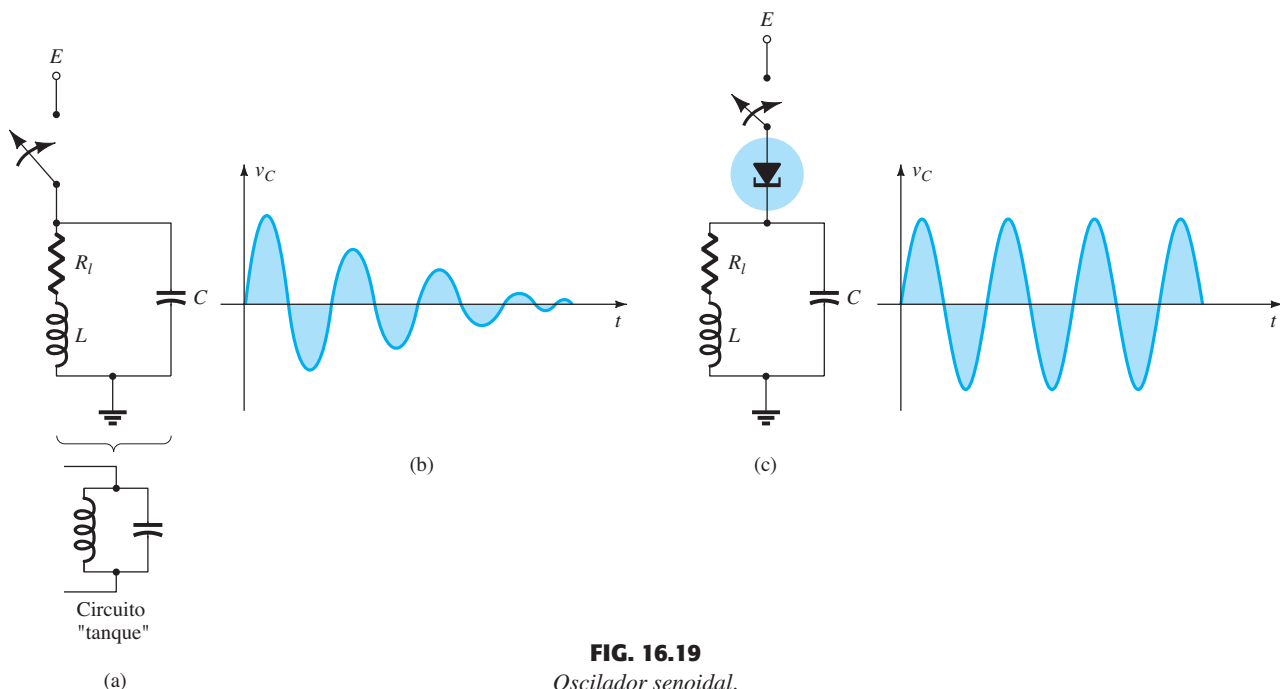 E
R_l
L
C
Circuito
"tanque"
(a)
v_C
t
(b)
E
R_l
L
C
(c)
v_C
t
FIG. 16.19
Oscilador senoidal.